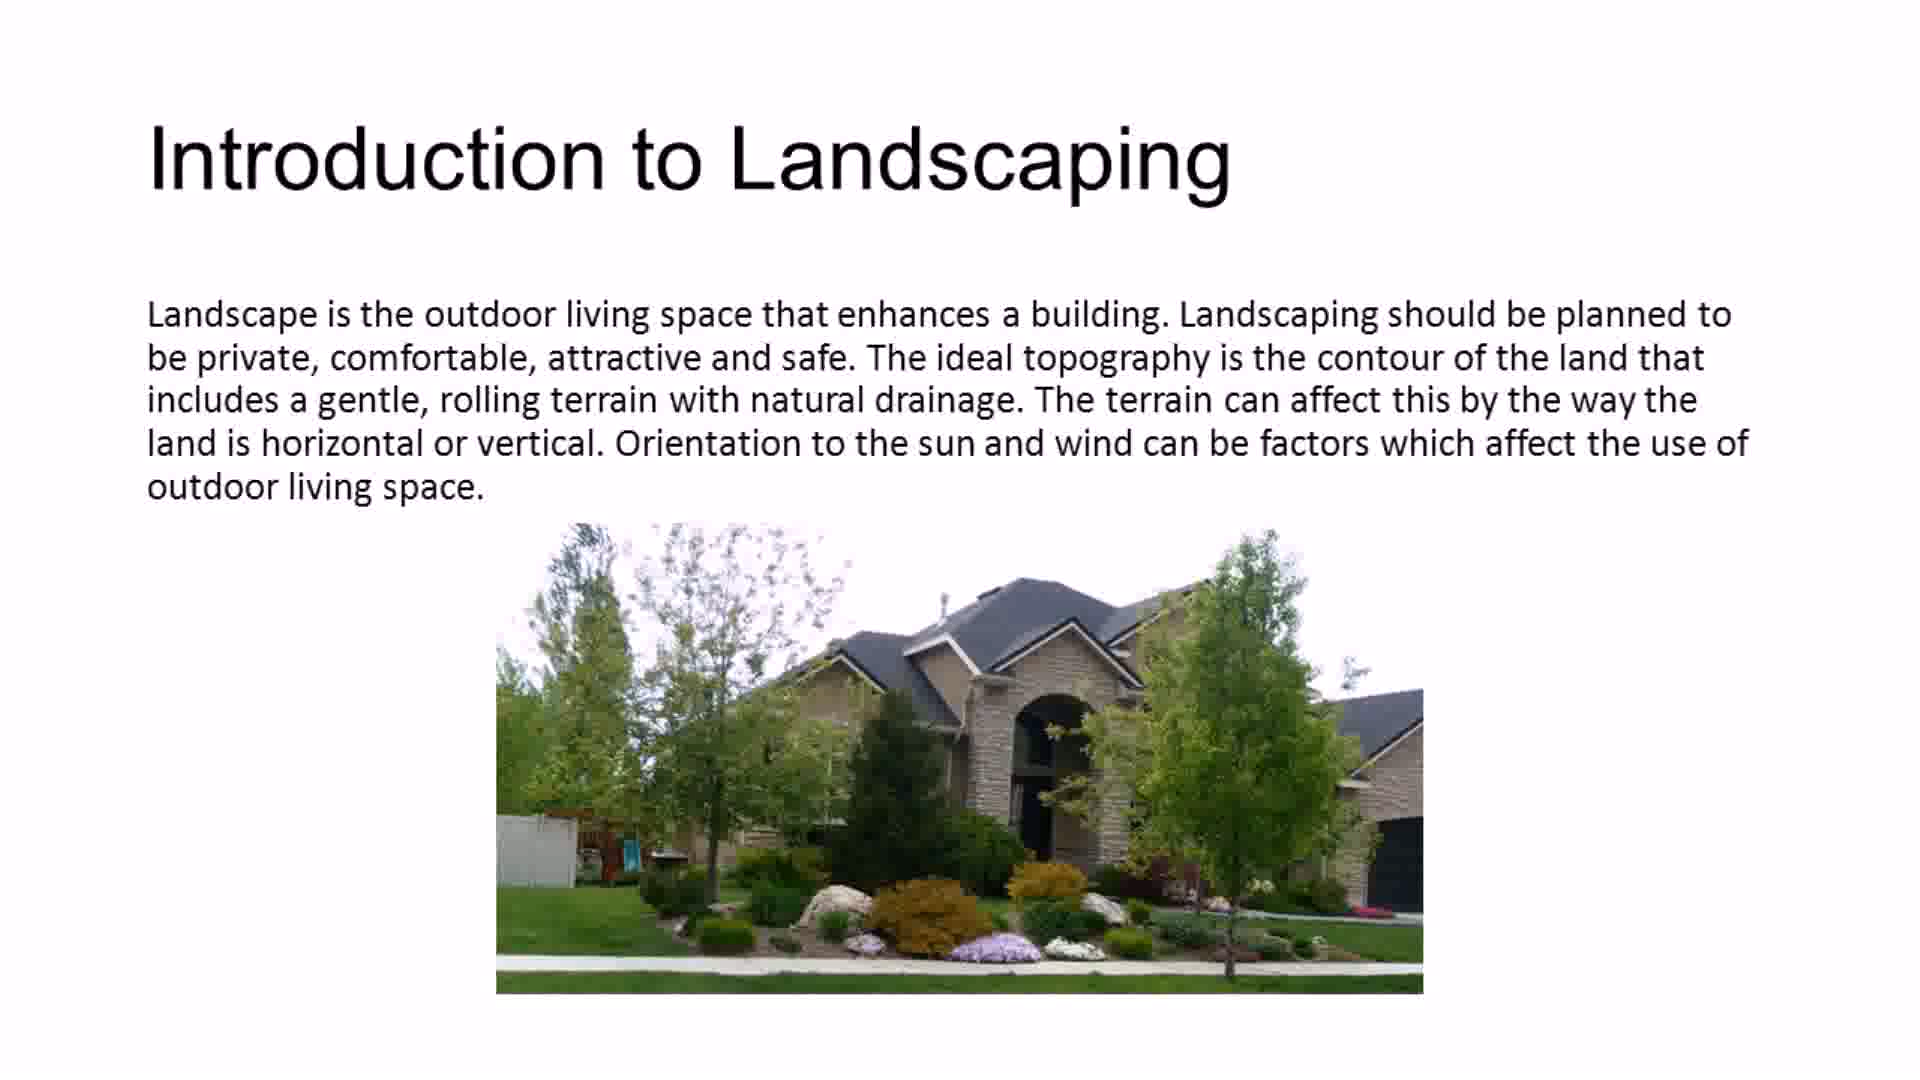 Introduction to Landscaping
Landscape is the outdoor living space that enhances a building. Landscaping should be planned to
be private, comfortable, attractive and safe. The ideal topography is the contour of the land that
includes a gentle, rolling terrain with natural drainage. The terrain can affect this by the way the
land is horizontal or vertical. Orientation to the sun and wind can be factors which affect the use of
outdoor living space.